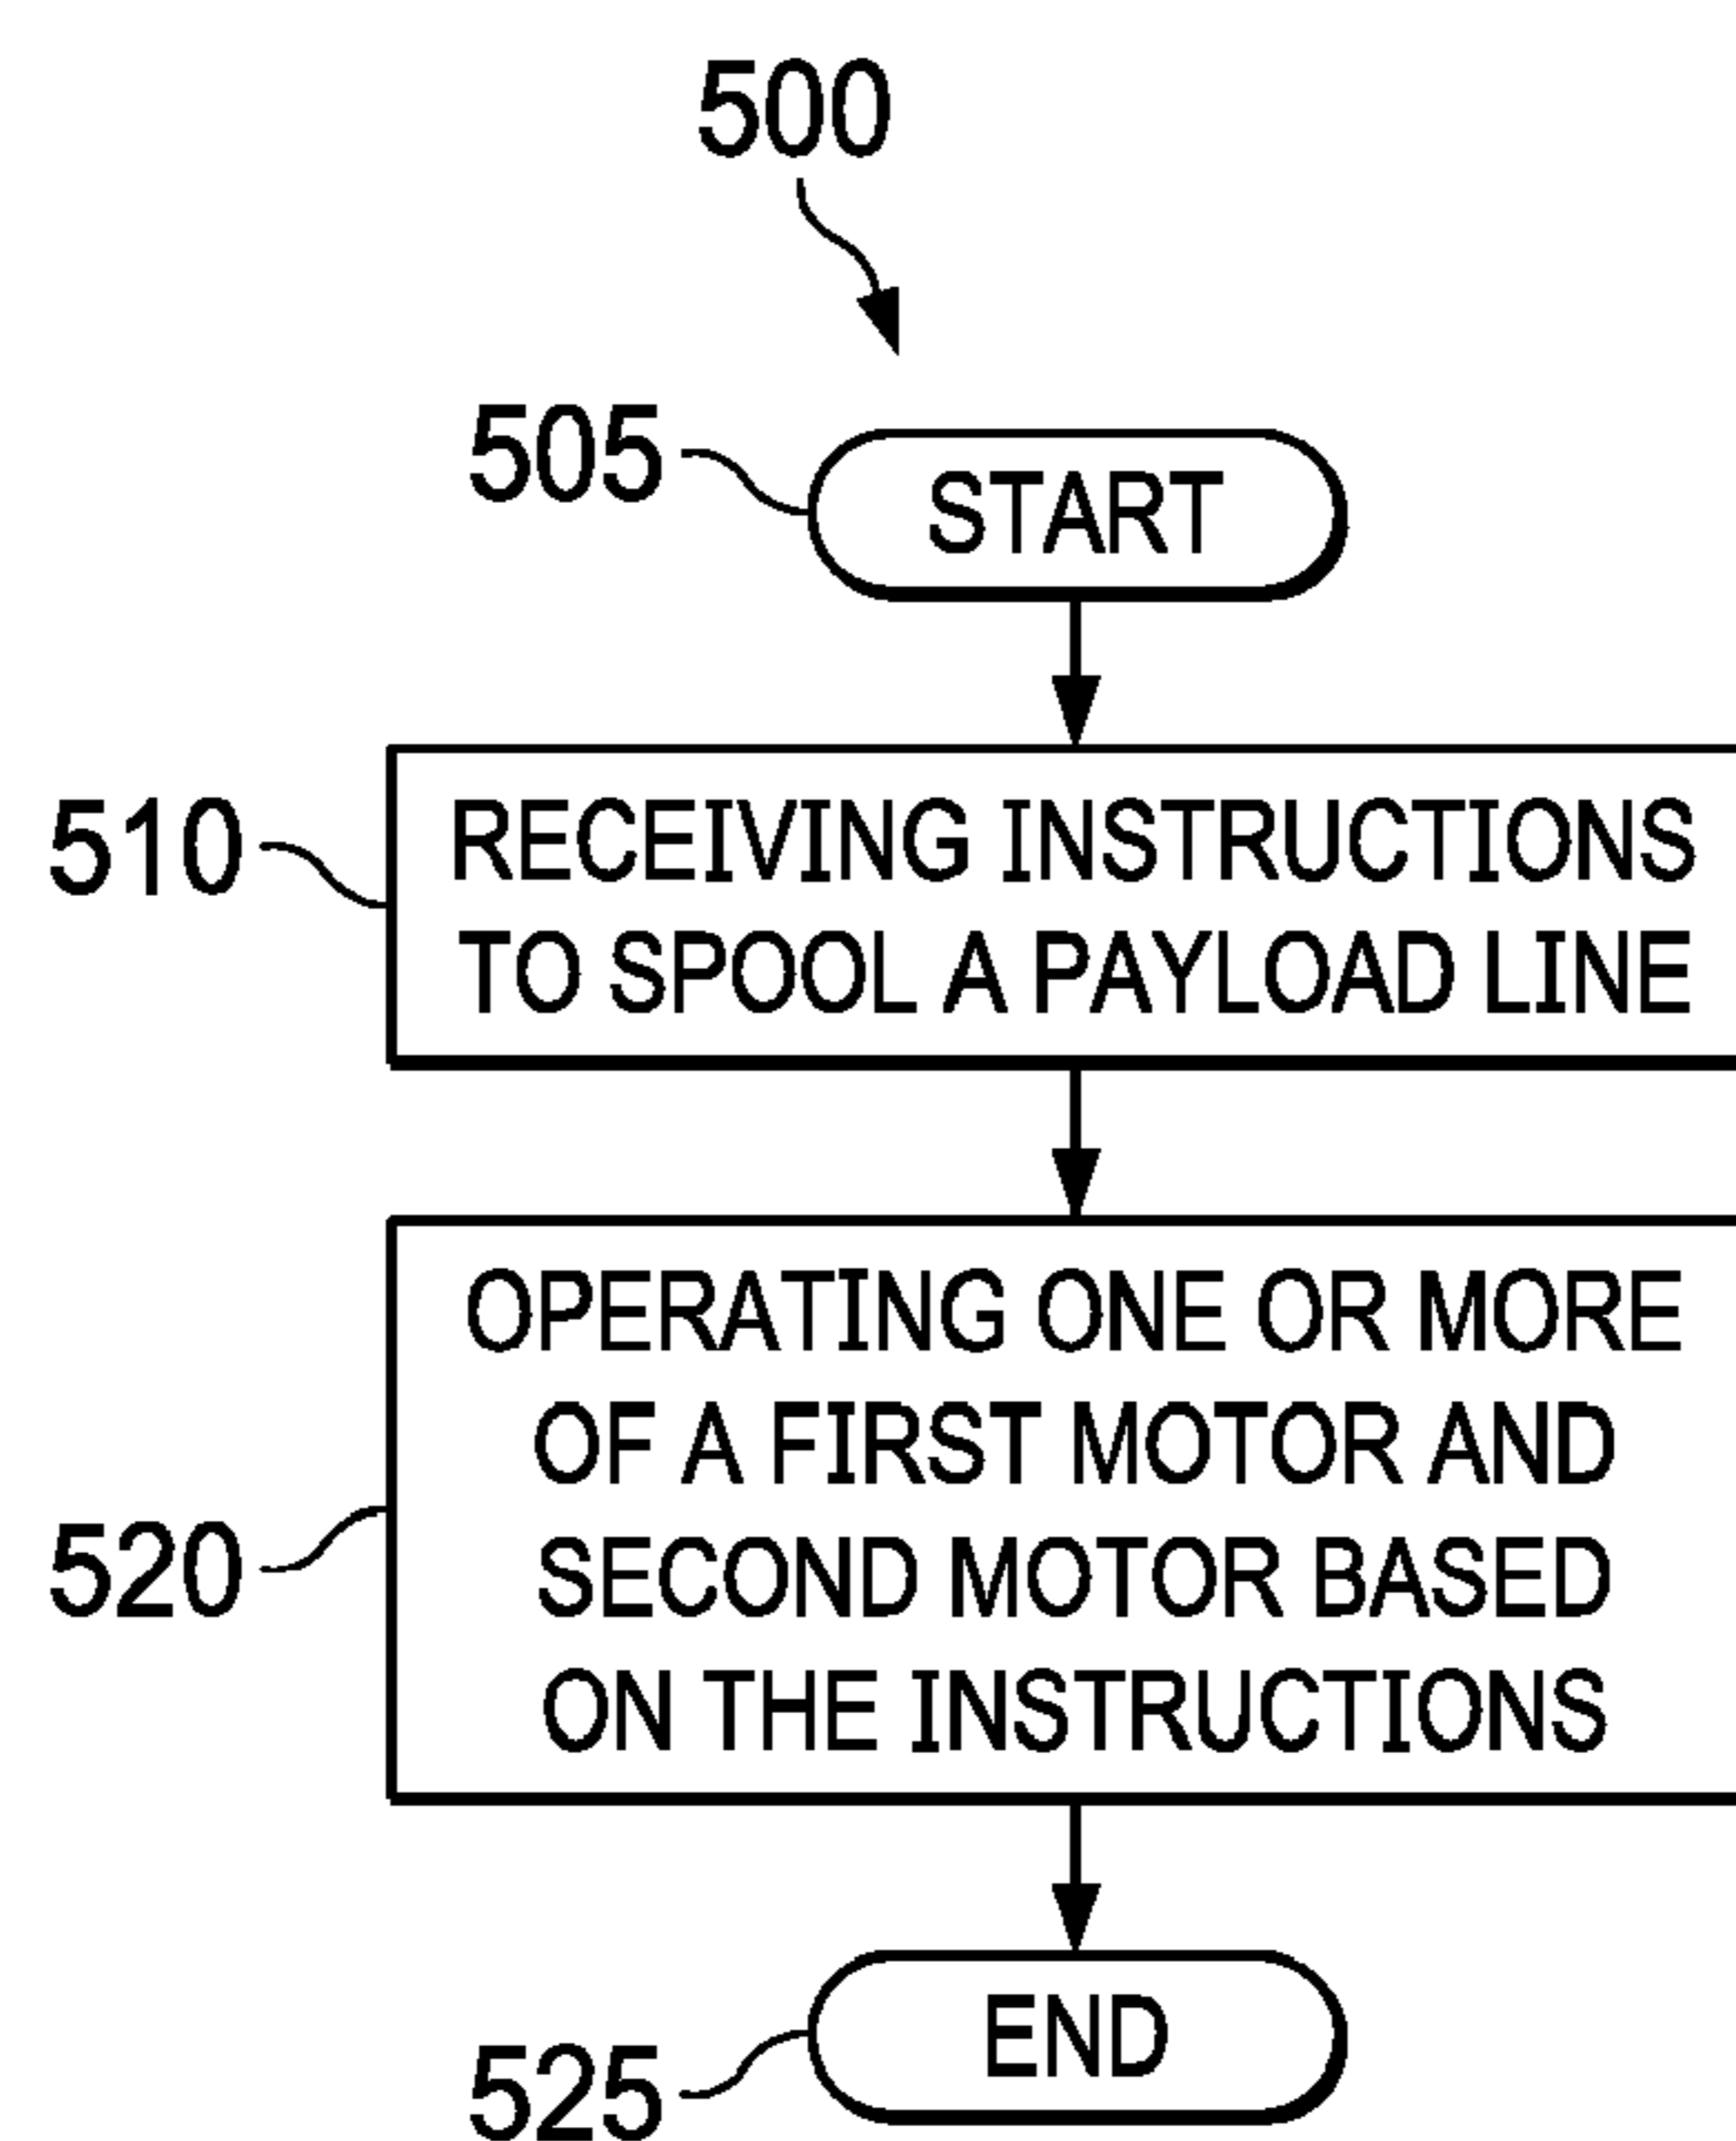 500
505
START
510
RECEIVING INSTRUCTIONS
TO SPOOL A PAYLOAD LINE
OPERATING ONE OR MORE
OF A FIRST MOTOR AND
520
SECOND MOTOR BASED
ON THE INSTRUCTIONS
END
525